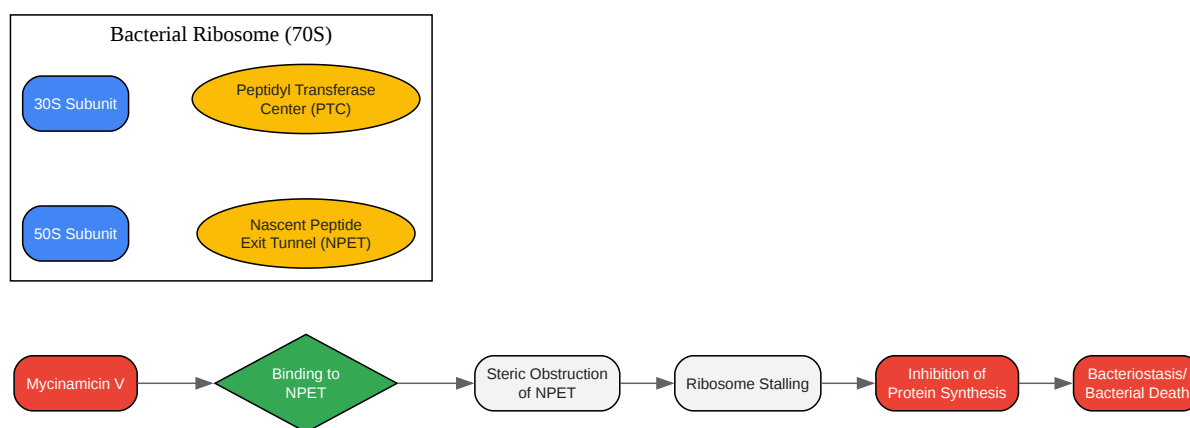 Bacterial Ribosome (70S)
30S Subunit
Peptidyl Transferase
Center (PTC)
50S Subunit
Nascent Peptide
Exit Tunnel (NPET)
Mycinamicin V
Binding to
NPET
Steric Obstruction
of NPET
Ribosome Stalling
Inhibition of
Protein Synthesis
Bacteriostasis/
Bacterial Death